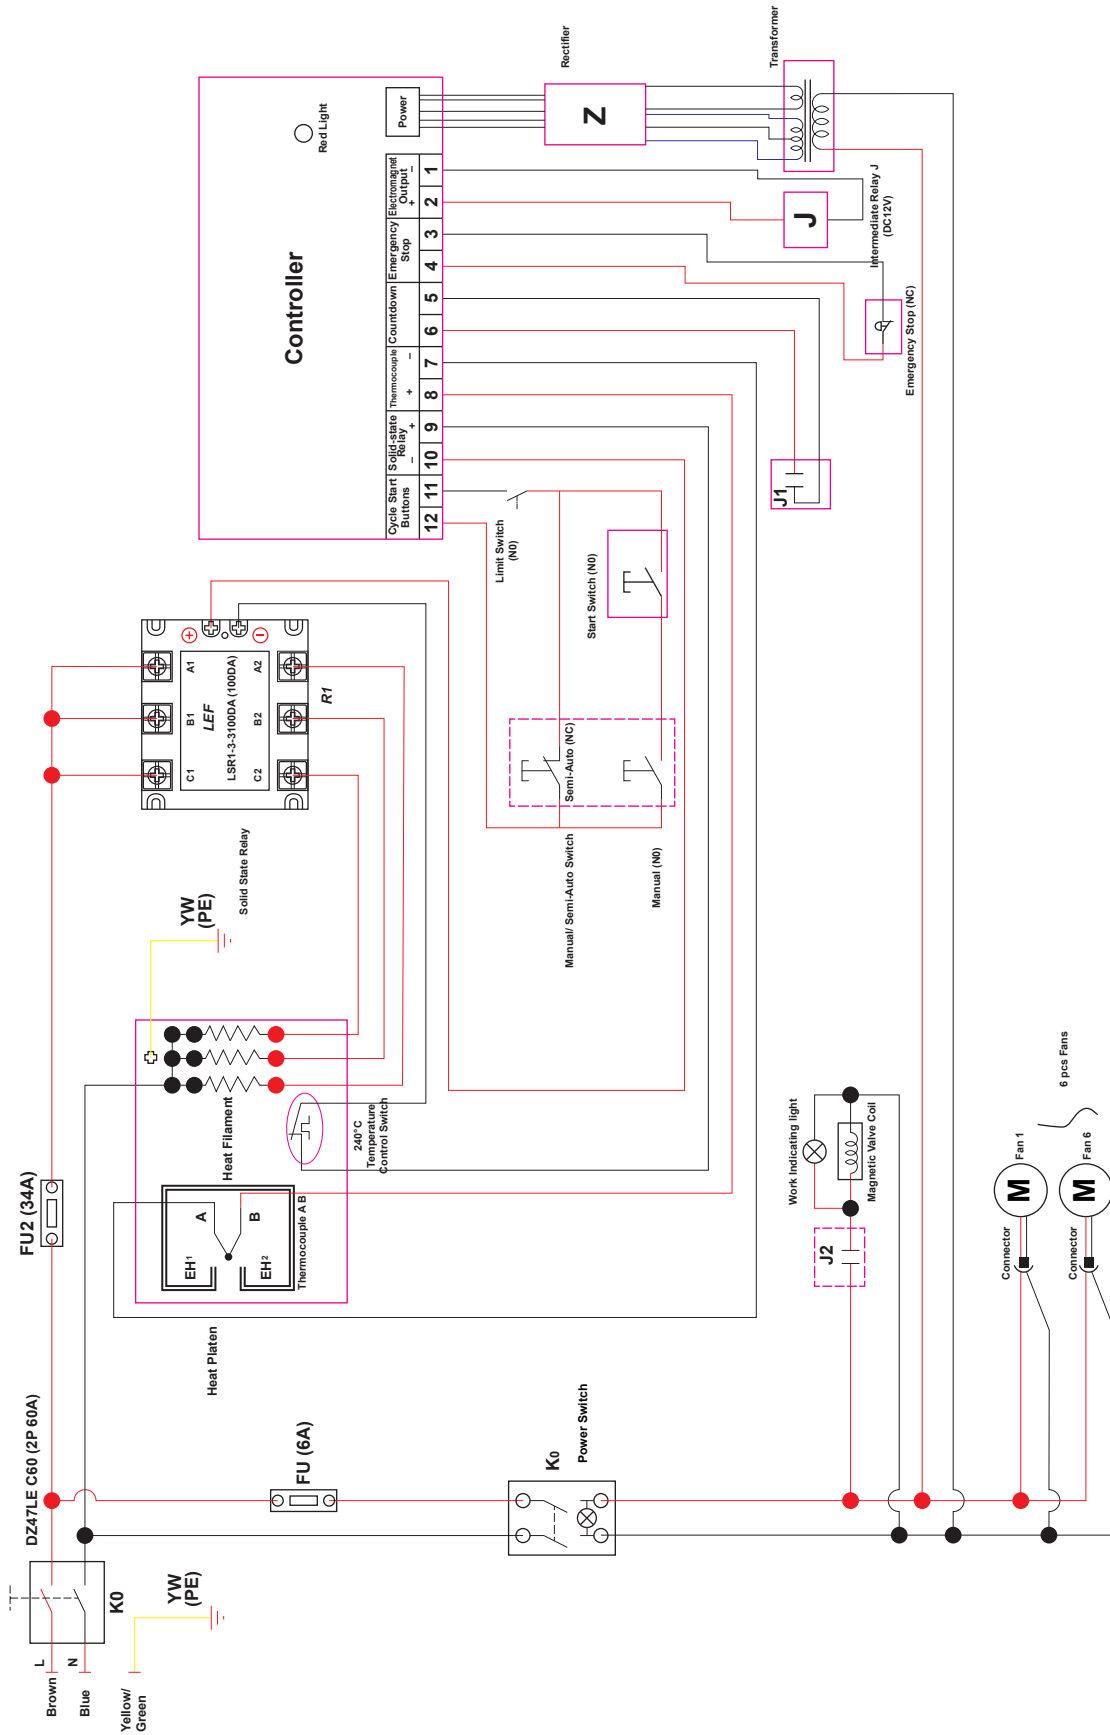 Brown
L
Blue
N
Yellow/
Green
K0
DZ47LE C60 (2P 60A)
YW
(PE)
FU2 (34A)
FU (6A)
K0
Power Switch
Heat Platen
EH1
EH2
A
B
Thermocouple A B
Heat Filament
240°C
Temperature
Control Switch
YW
(PE)
Solid State Relay
C1
B1
A1
LEF
LSR1-3-3100DA (100DA)
C2
B2
A2
R1
Controller
Red Light
Cycle Start
Buttons
Solid-state
Relay
− +
Thermocouple
+ −
Countdown
Emergency
Stop
Electromagnet
Output
+ −
Power
12
11
10
9
8
7
6
5
4
3
2
1
Rectifier
Z
Transformer
J
Intermediate Relay J
(DC12V)
Emergency Stop (NC)
J1
Limit Switch
(N0)
Start Switch (N0)
Semi-Auto (NC)
Manual/ Semi-Auto Switch
Manual (N0)
J2
Work Indicating light
Magnetic Valve Coil
Connector
M
Fan 1
Connector
M
Fan 6
6 pcs Fans